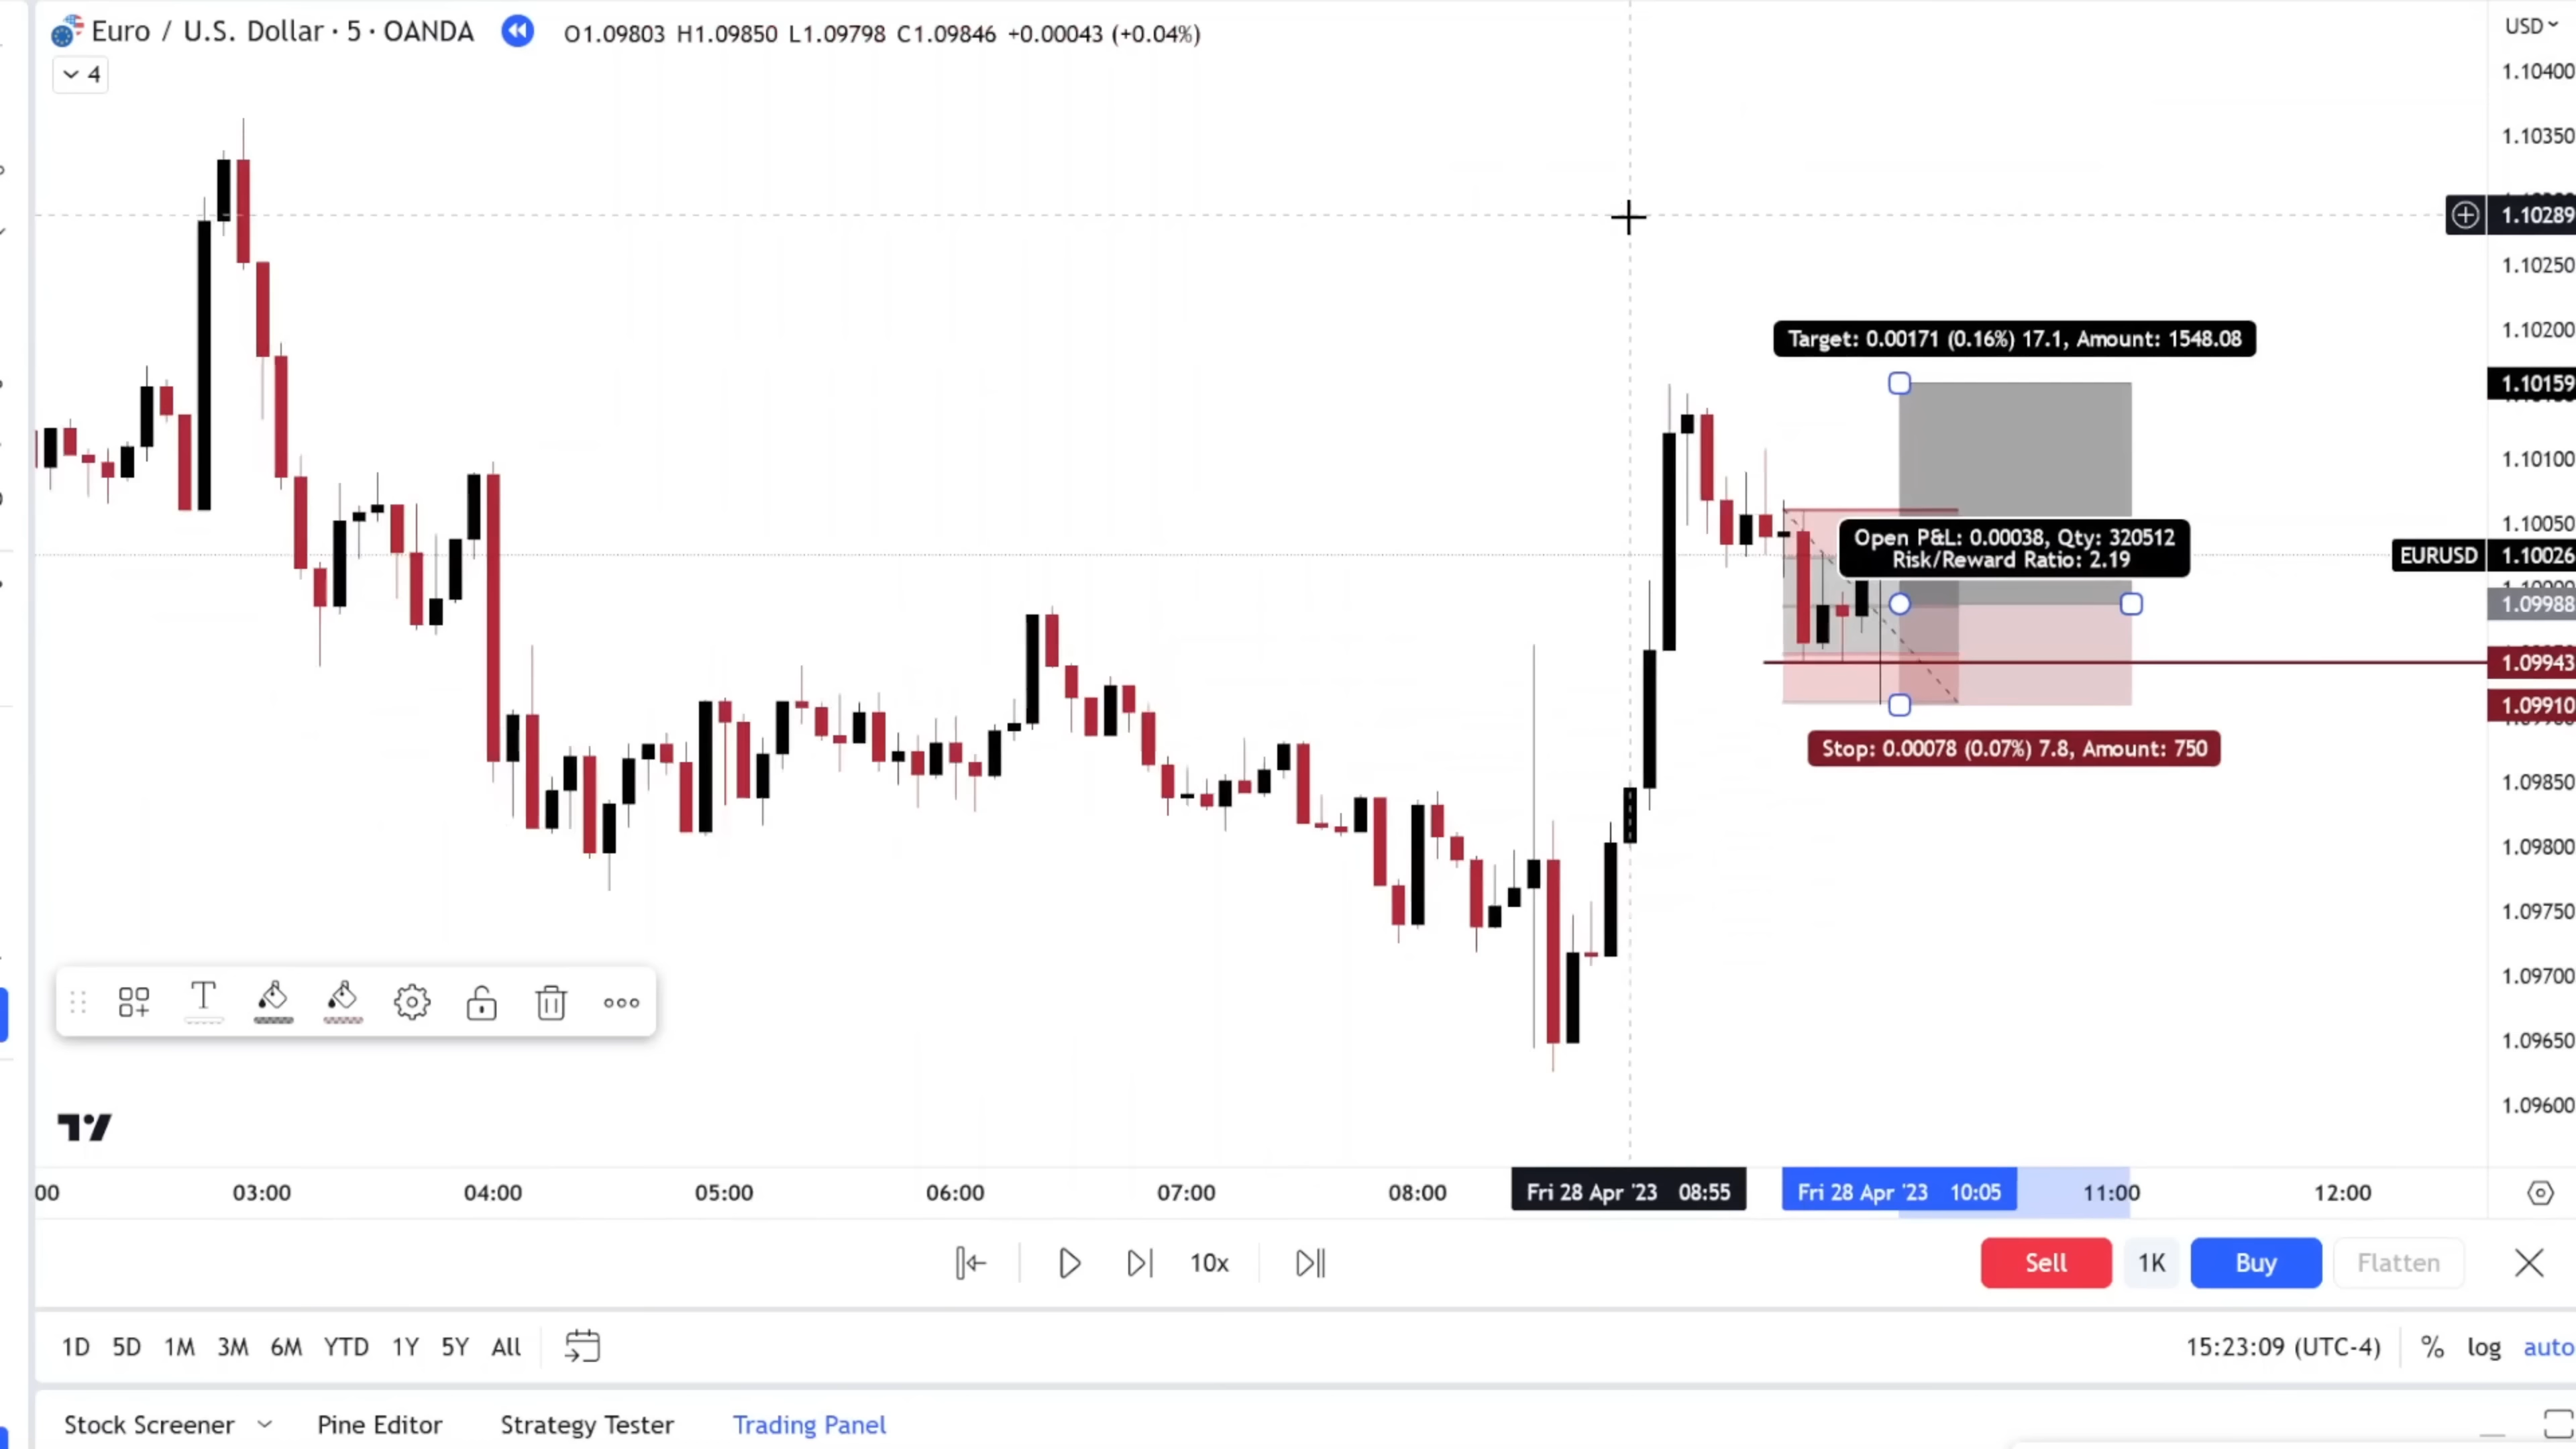 Euro / U.S. Dollar · 5 · OANDA
O1.09803 H1.09850 L1.09798 C1.09846 +0.00043 (+0.04%)
USD
4
1.10400
1.10350
1.10289
1.10250
1.10200
Target: 0.00171 (0.16%) 17.1, Amount: 1548.08
1.10159
1.10100
1.10050
Open P&L: 0.00038, Qty: 320512
Risk/Reward Ratio: 2.19
EURUSD 1.10026
1.09988
1.09943
1.09910
Stop: 0.00078 (0.07%) 7.8, Amount: 750
1.09850
1.09800
1.09750
1.09700
1.09650
1.09600
00 03:00 04:00 05:00 06:00 07:00 08:00 Fri 28 Apr '23 08:55 Fri 28 Apr '23 10:05 11:00 12:00
10x
Sell 1K Buy Flatten
1D 5D 1M 3M 6M YTD 1Y 5Y All
15:23:09 (UTC-4) % log auto
Stock Screener Pine Editor Strategy Tester Trading Panel